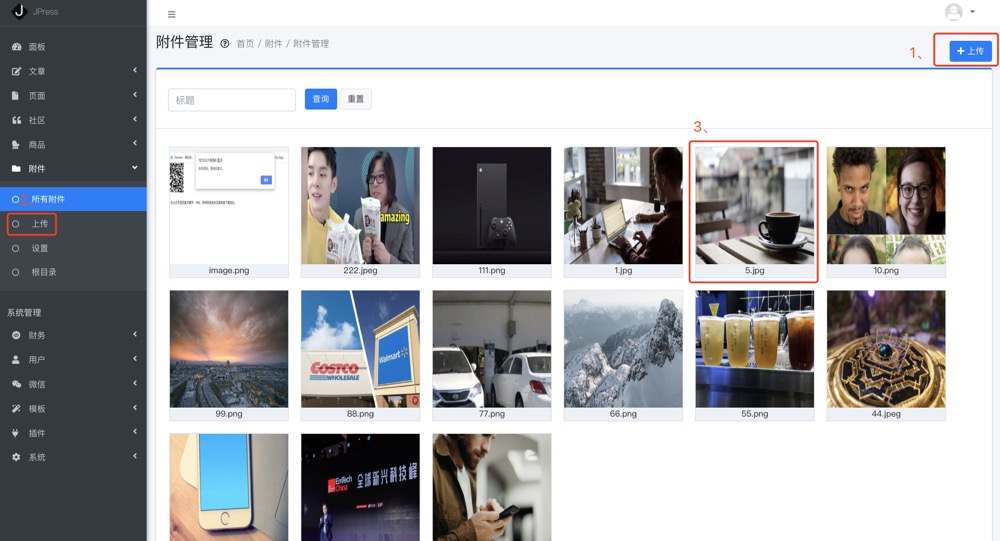 JPress
面板
文章
页面
社区
商品
附件
所有附件
上传
设置
根目录
系统管理
财务
用户
微信
模板
插件
系统
附件管理 首页 / 附件 / 附件管理
1、
上传
标题
查询
重置
3、
amazing
image.png
222.jpeg
111.png
1.jpg
5.jpg
10.png
COSTCO
WHOLESALE
Walmart
99.png
88.png
77.png
66.png
55.png
44.jpeg
EmTech
China
全球新兴科技峰